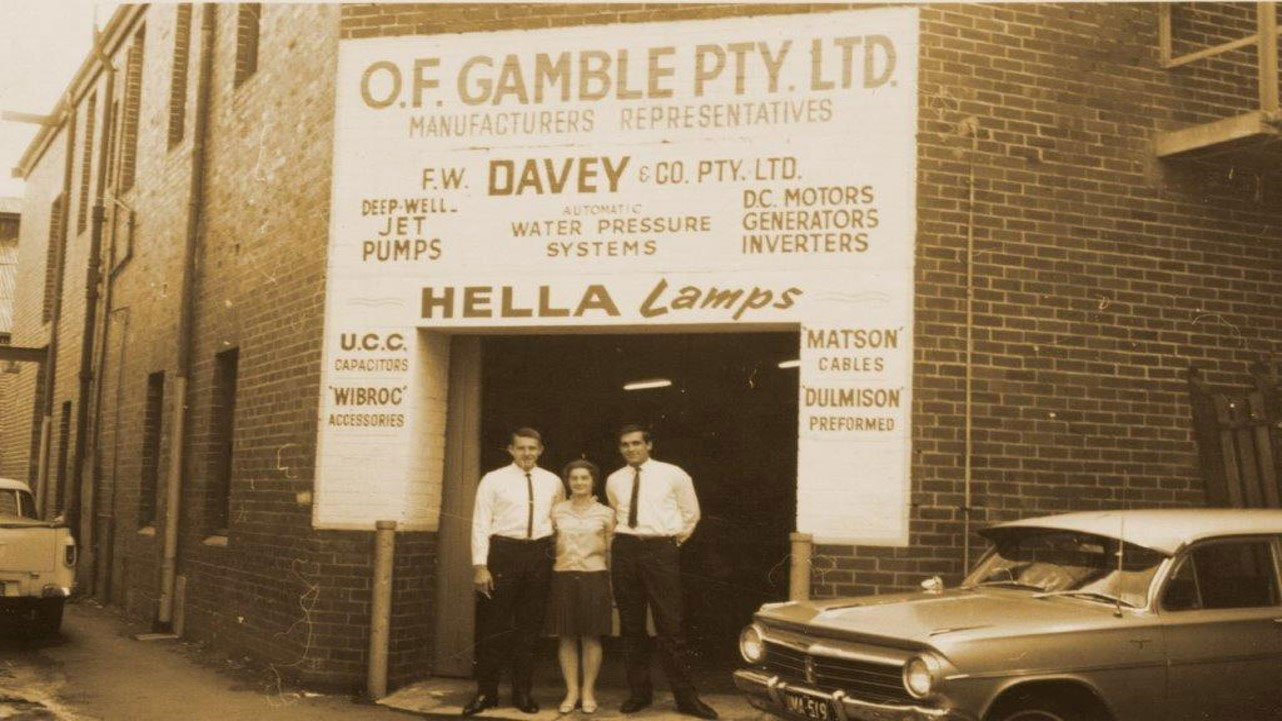 O.F. GAMBLE PTY. LTD.
MANUFACTURERS REPRESENTATIVES
F.W. DAVEY & CO. PTY. LTD.
DEEP-WELL
JET
PUMPS
AUTOMATIC
WATER PRESSURE
SYSTEMS
D.C. MOTORS
GENERATORS
INVERTERS
HELLA Lamps
U.C.C.
CAPACITORS
"WIBROC"
ACCESSORIES
"MATSON"
CABLES
"DULMISON"
PREFORMED
519